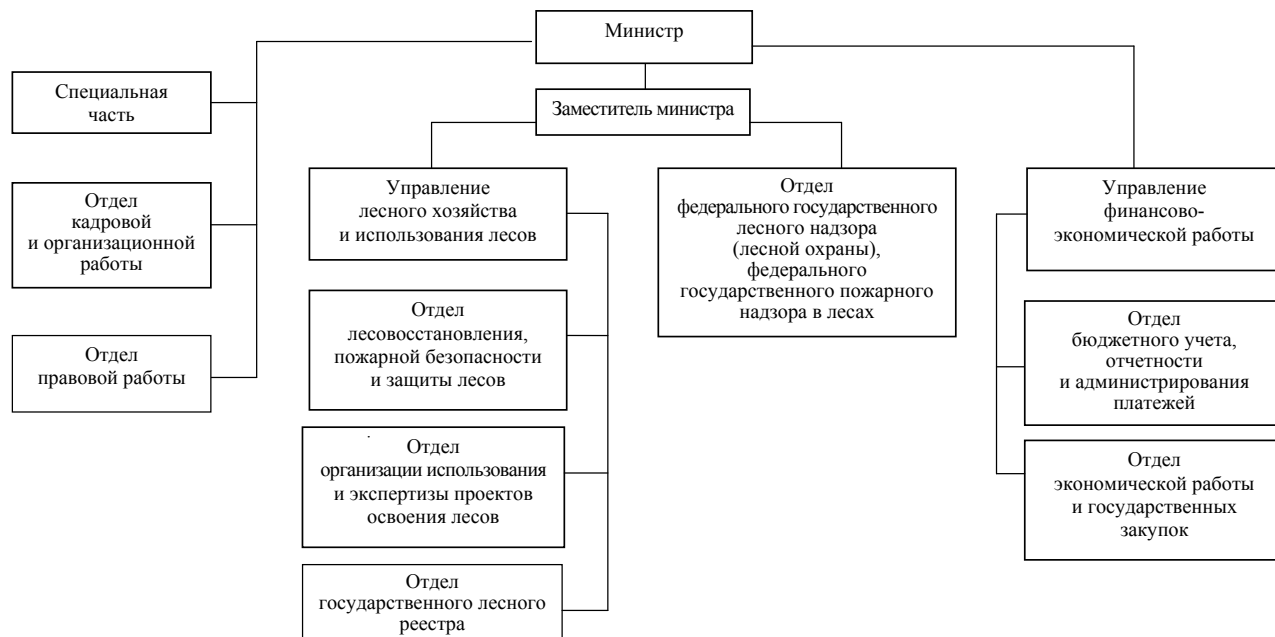 Министр
Заместитель министра
Специальная
часть
Отдел
кадровой
и организационной
работы
Отдел
правовой работы
Управление
лесного хозяйства
и использования лесов
Отдел
лесовосстановления,
пожарной безопасности
и защиты лесов
Отдел
организации использования
и экспертизы проектов
освоения лесов
Отдел
государственного лесного
реестра
Отдел
федерального государственного
лесного надзора
(лесной охраны),
федерального
государственного пожарного
надзора в лесах
Управление
финансово-
экономической работы
Отдел
бюджетного учета,
отчетности
и администрирования
платежей
Отдел
экономической работы
и государственных
закупок